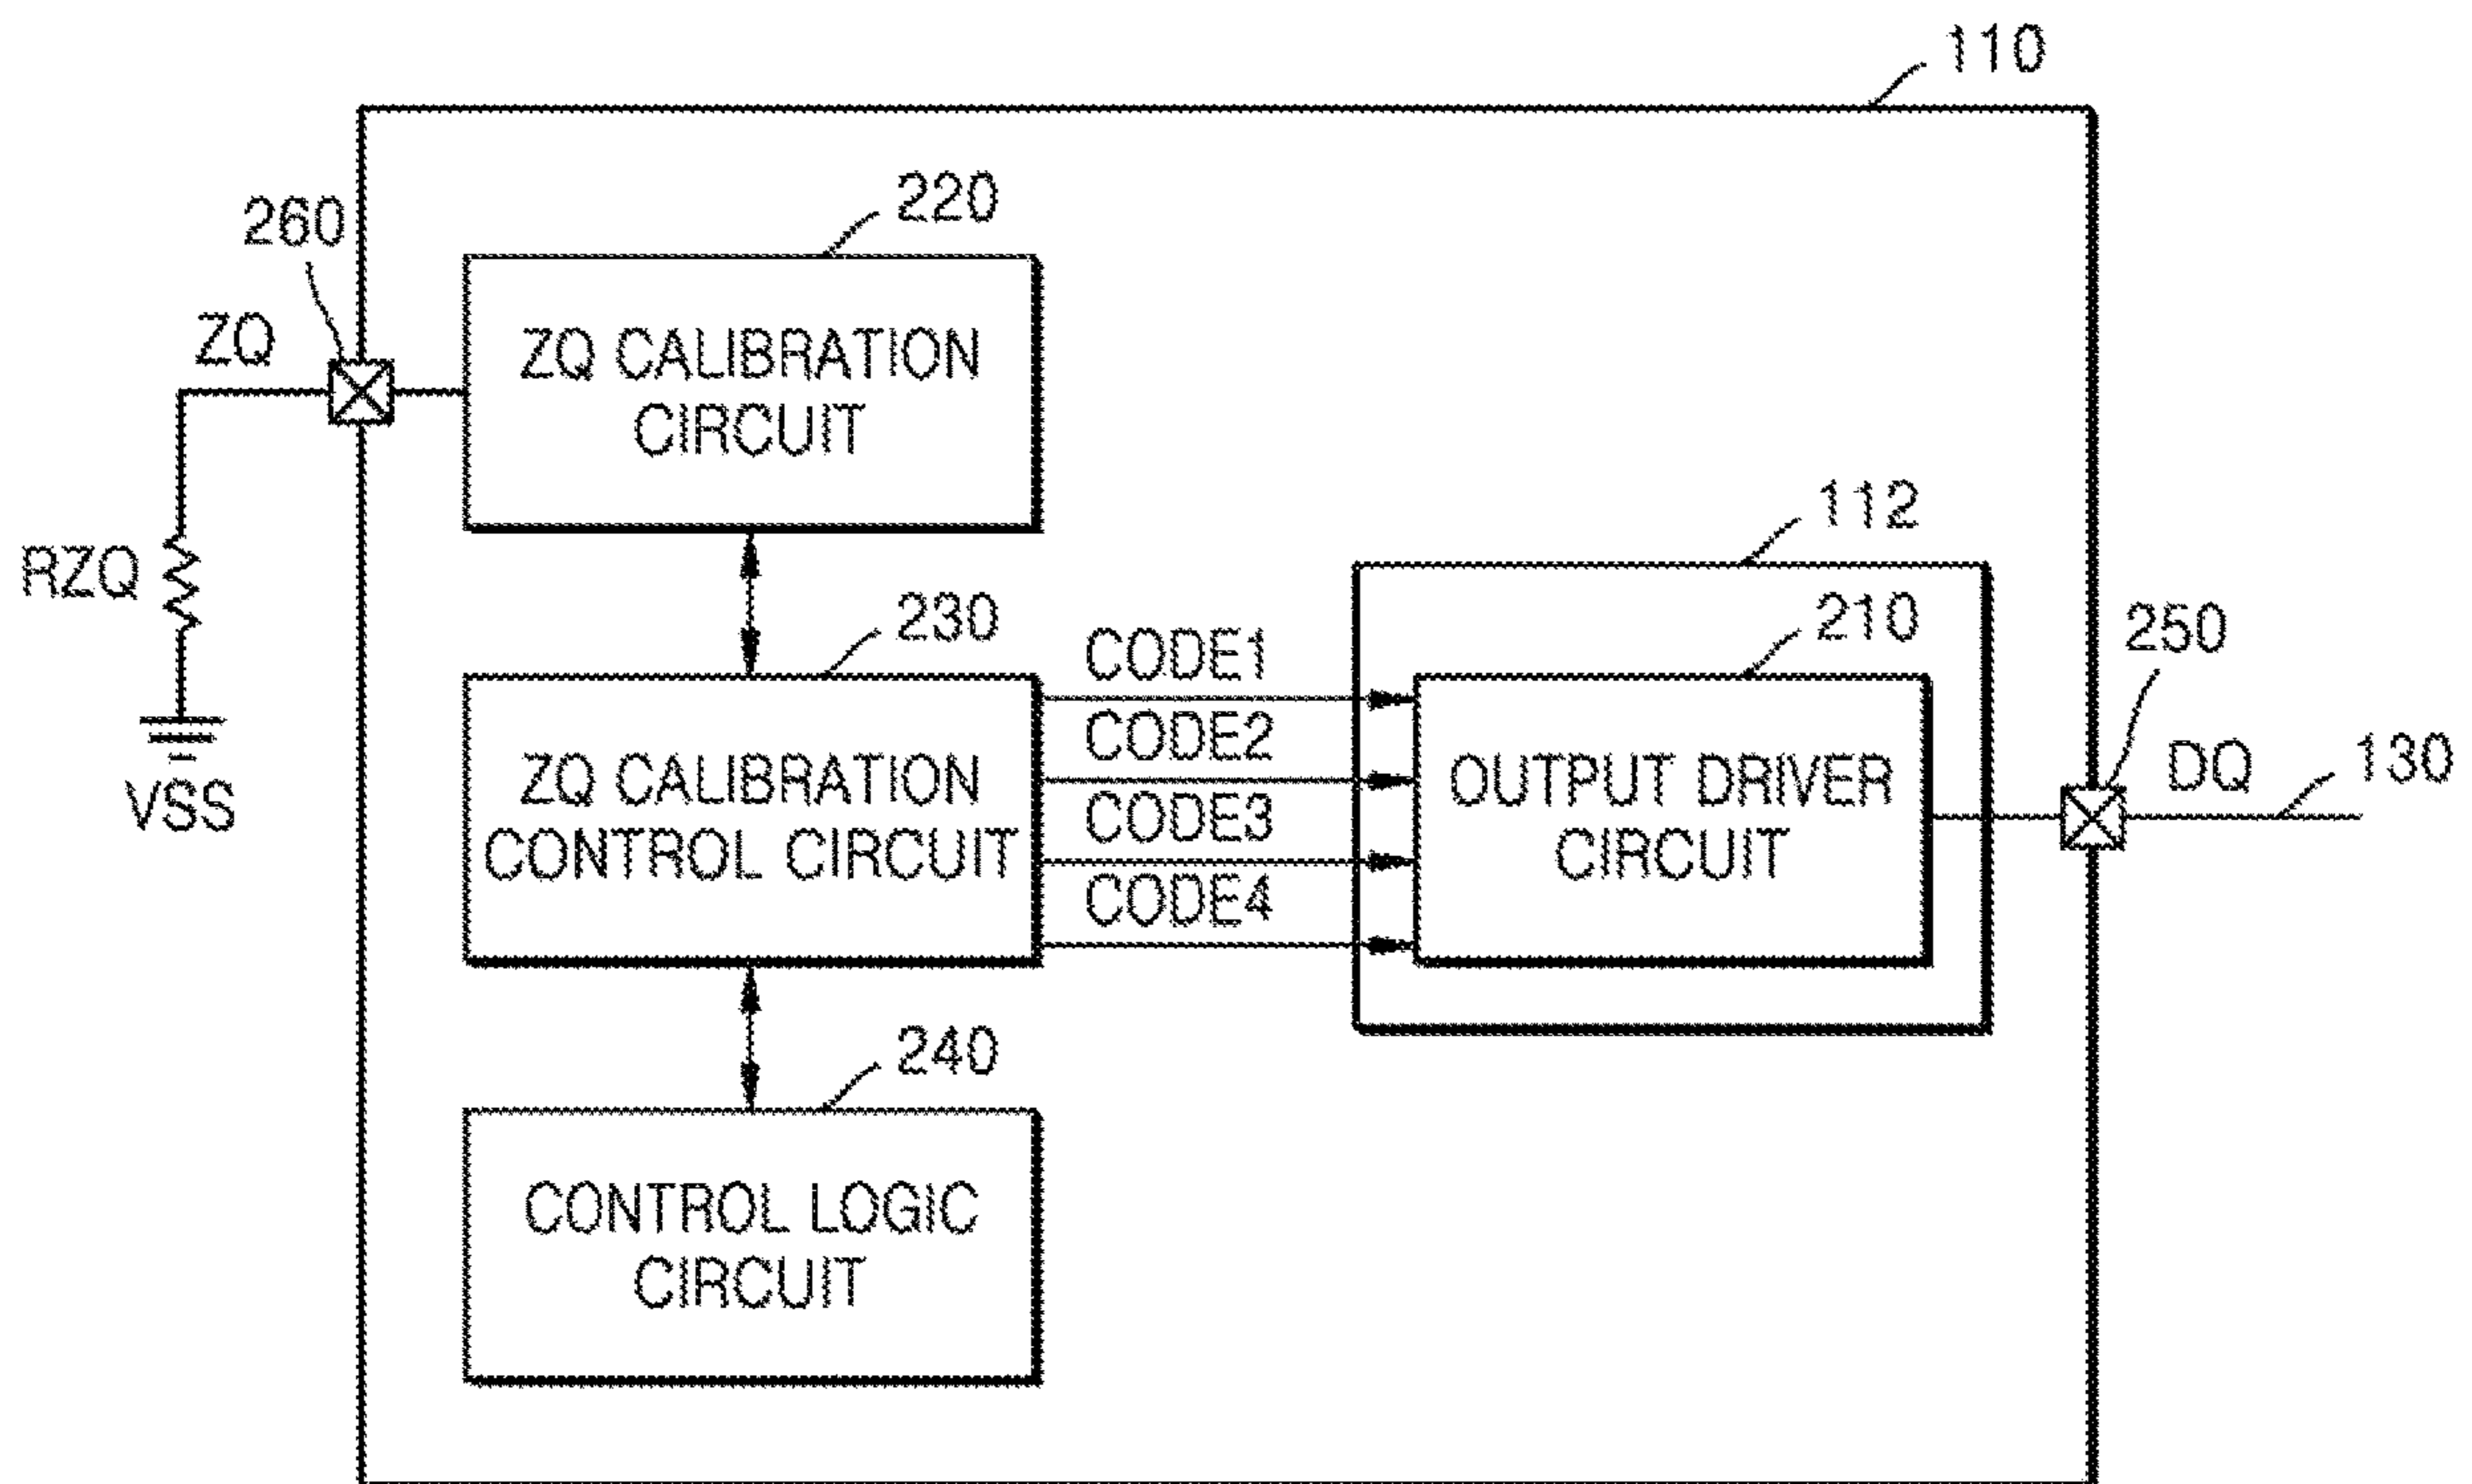 110
220
260
ZQ
ZQ CALIBRATION
CIRCUIT
RZQ
VSS
112
230
210
250
CODE1
CODE2
CODE3
CODE4
ZQ CALIBRATION
CONTROL CIRCUIT
OUTPUT DRIVER
CIRCUIT
DQ
130
240
CONTROL LOGIC
CIRCUIT